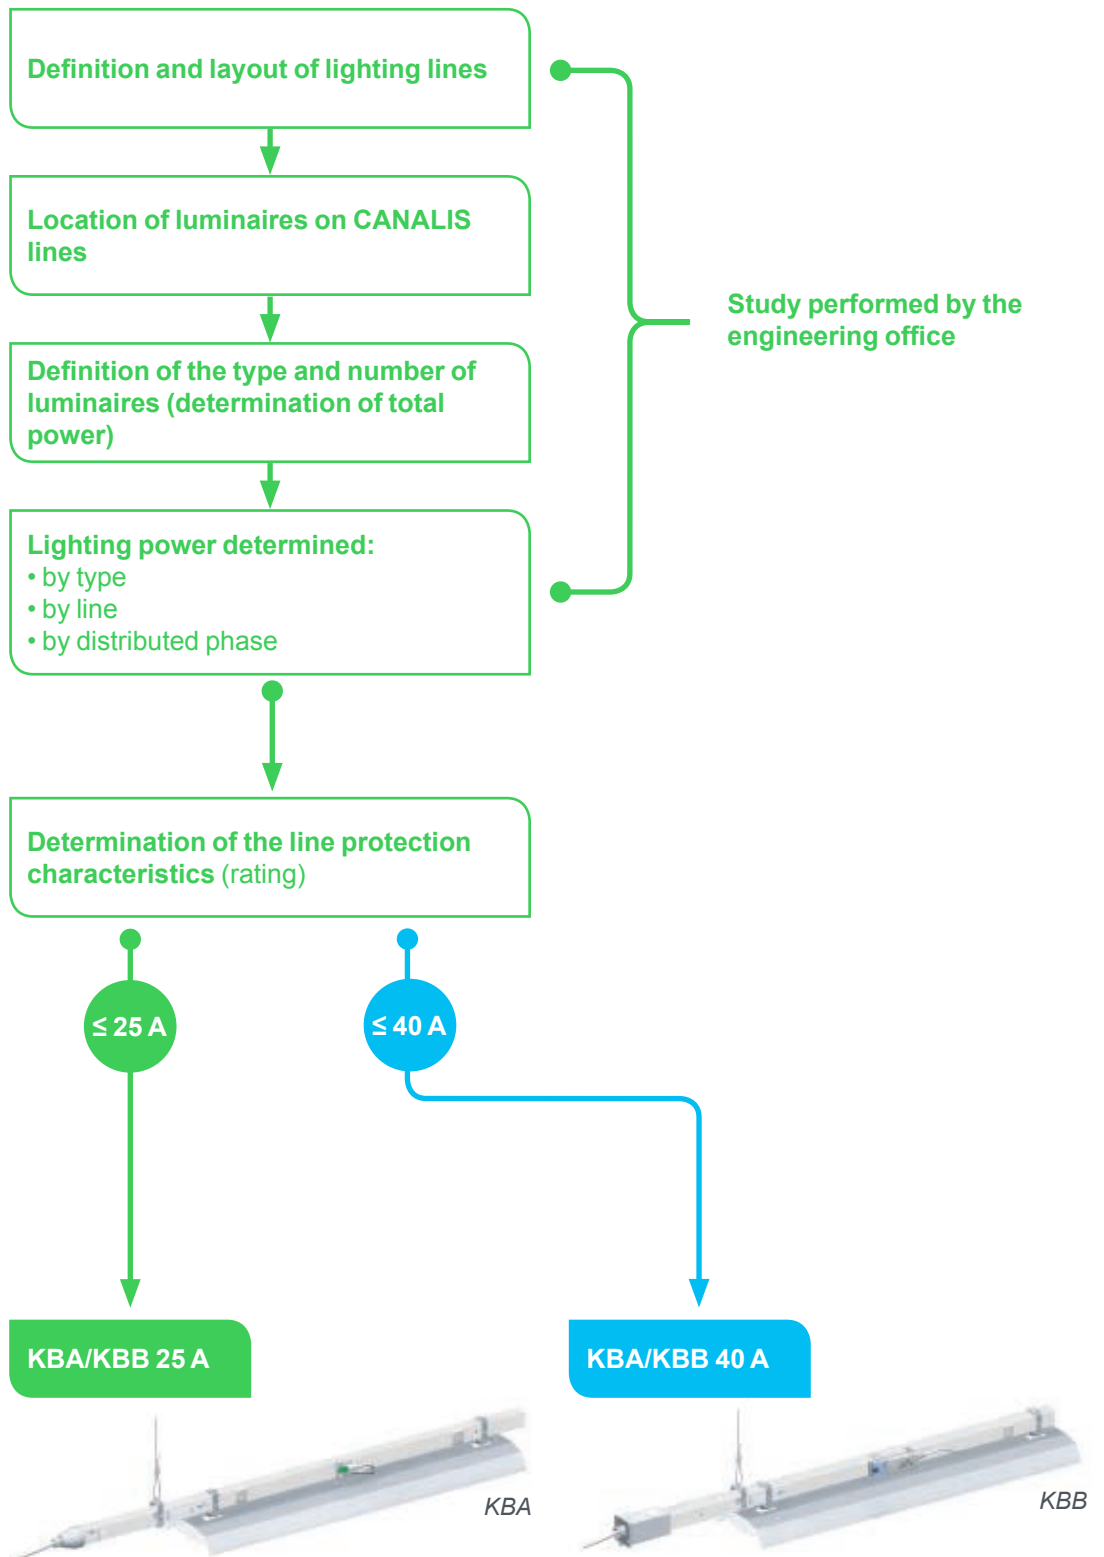 Definition and layout of lighting lines
Location of luminaires on CANALIS
lines
Definition of the type and number of
luminaires (determination of total
power)
Lighting power determined:
• by type
• by line
• by distributed phase
Study performed by the
engineering office
Determination of the line protection
characteristics (rating)
≤ 25 A
≤ 40 A
KBA/KBB 25 A
KBA/KBB 40 A
KBA
KBB